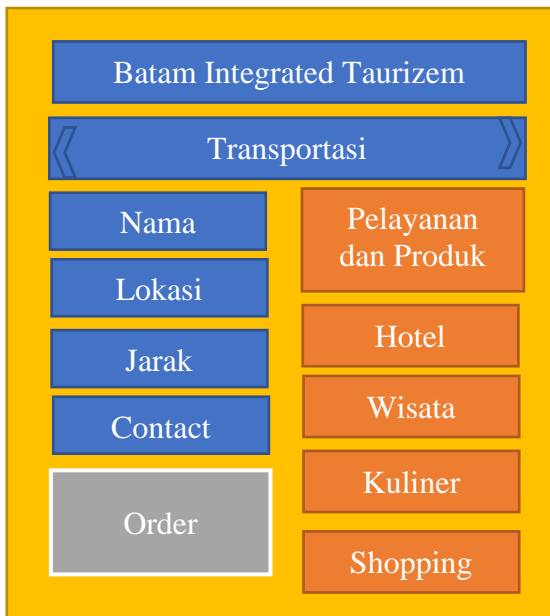 Batam Integrated Taurizem
Transportasi
Nama
Lokasi
Jarak
Contact
Order
Pelayanan
dan Produk
Hotel
Wisata
Kuliner
Shopping